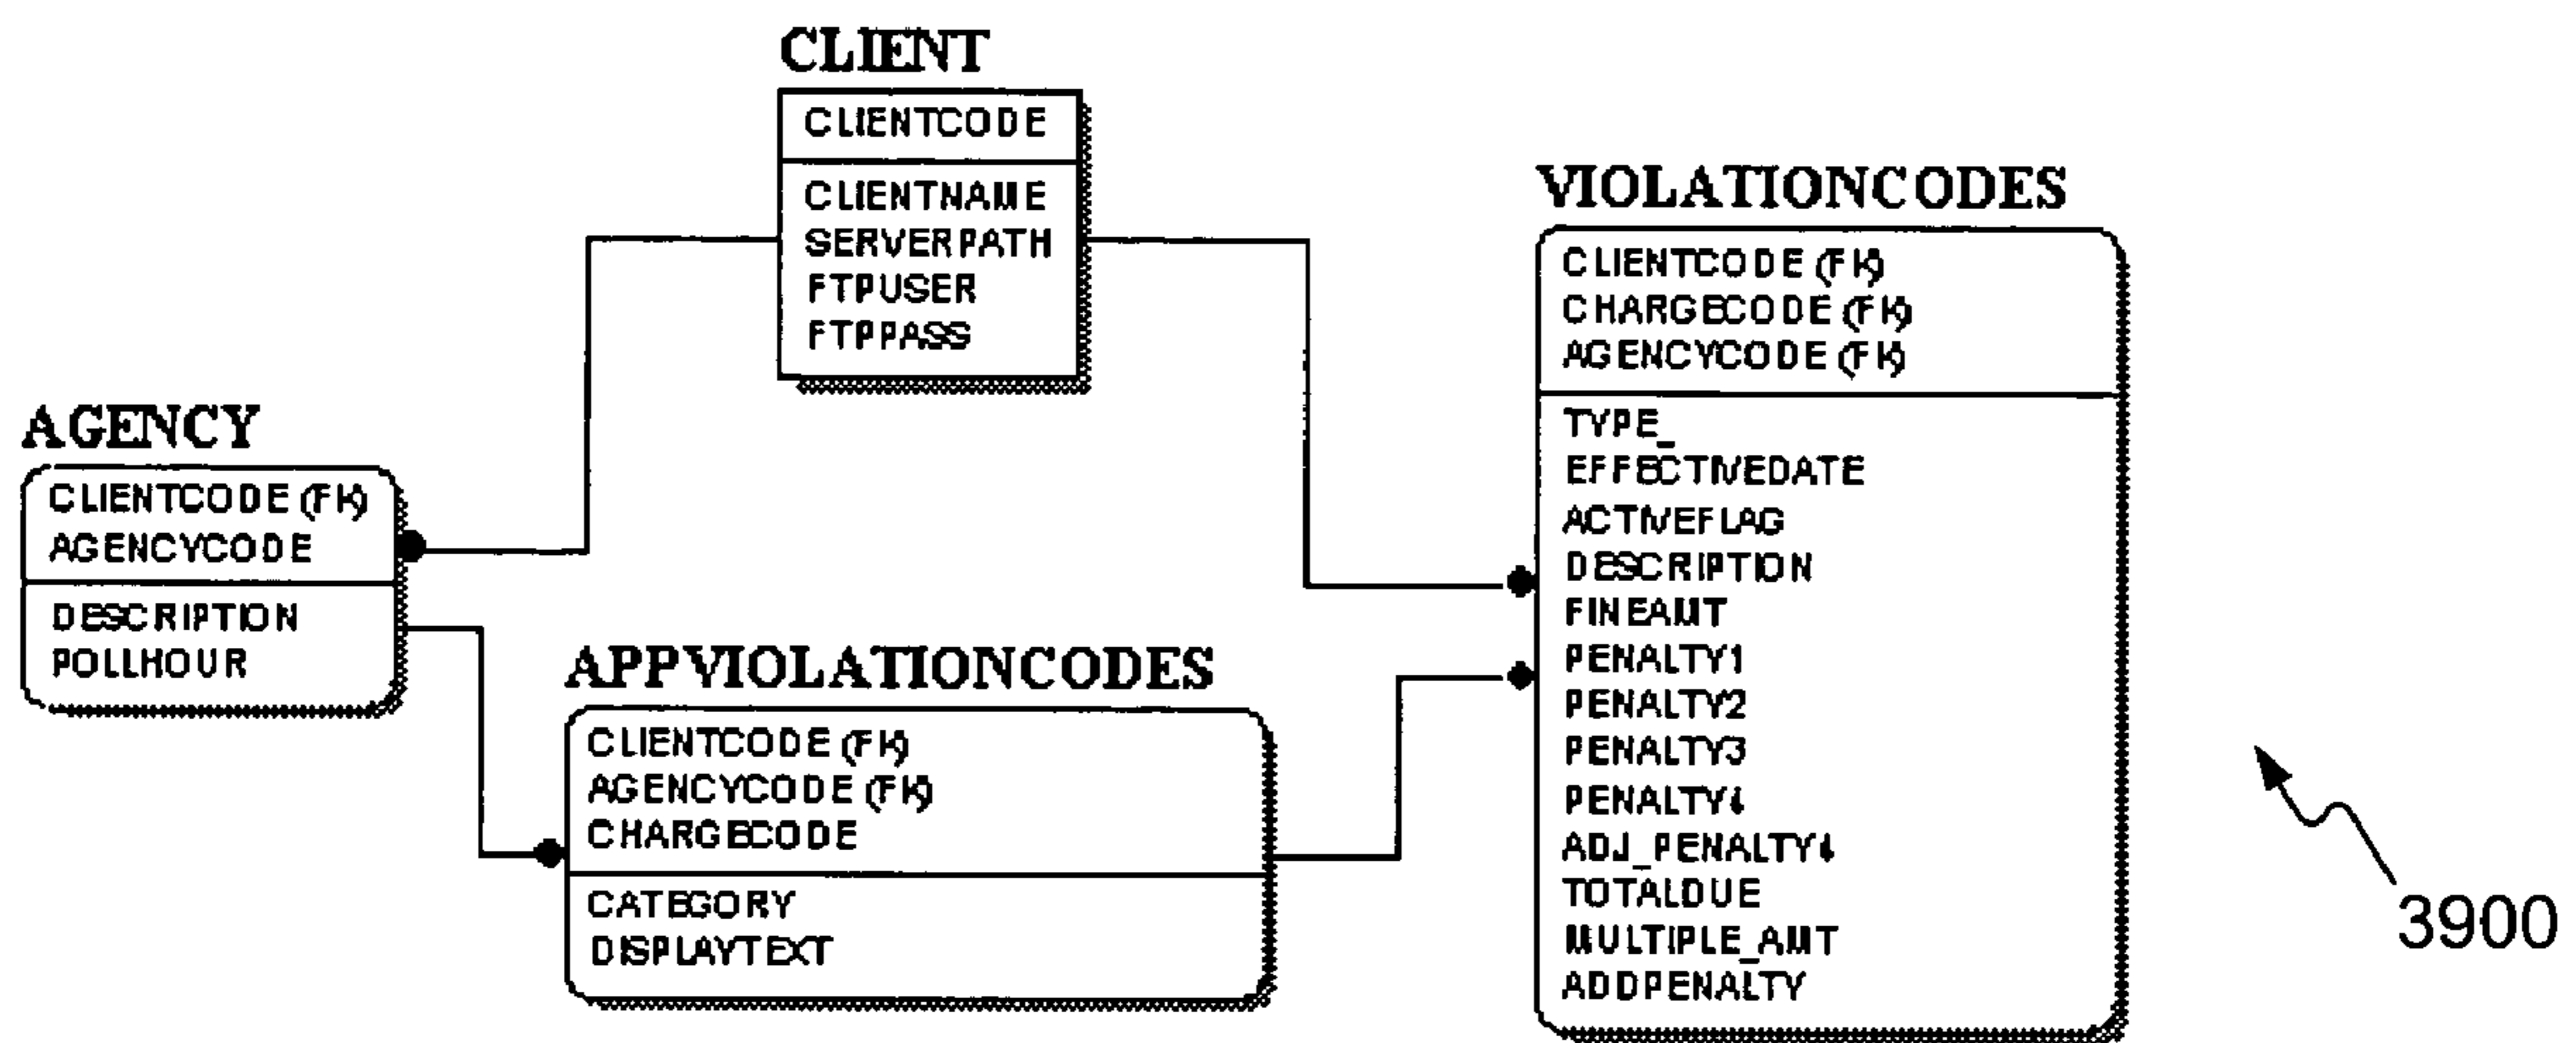 CLIENT
CLIENTCODE
CLIENTNAME
SERVERPATH
FTPUSER
FTPPASS
VIOLATIONCODES
CLIENTCODE (FK)
CHARGECODE (FK)
AGENCYCODE (FK)
TYPE_
EFFECTIVEDATE
ACTIVEFLAG
DESCRIPTION
FINEAMT
PENALTY1
PENALTY2
PENALTY3
PENALTY4
ADJ_PENALTY4
TOTALDUE
MULTIPLE_AMT
ADDPENALTY
AGENCY
CLIENTCODE (FK)
AGENCYCODE
DESCRIPTION
POLLHOUR
APPVIOLATIONCODES
CLIENTCODE (FK)
AGENCYCODE (FK)
CHARGECODE
CATEGORY
DISPLAYTEXT
3900